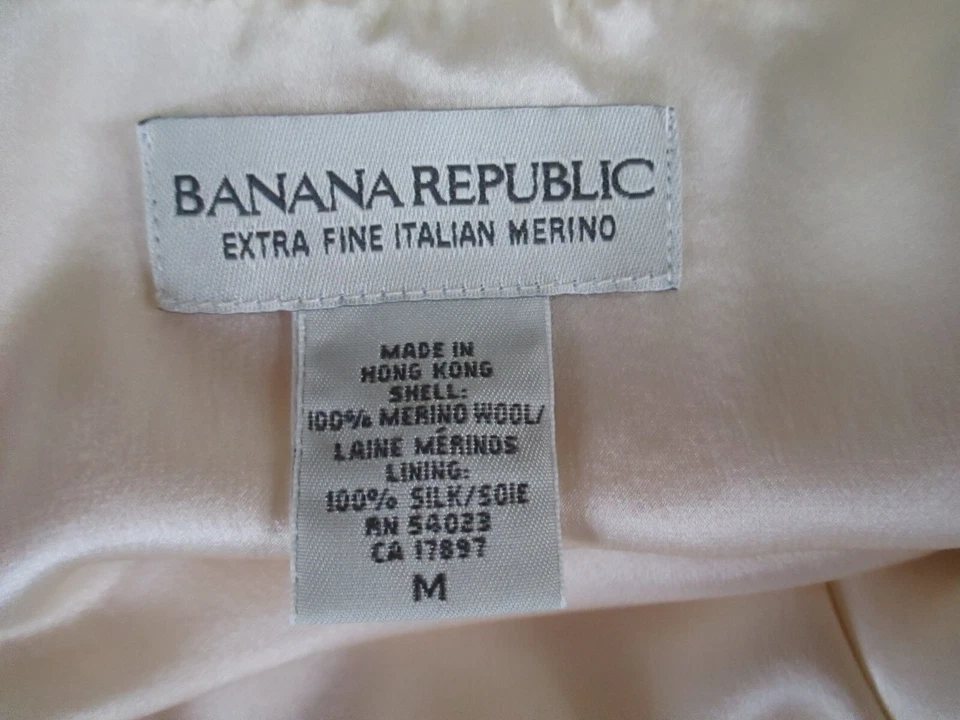 BANANA REPUBLIC
EXTRA FINE ITALIAN MERINO
MADE IN
HONG KONG
SHELL:
100% MERINO WOOL/
LAINE MÉRINOS
LINING:
100% SILK/SOIE
RN 54023
CA 17897
M